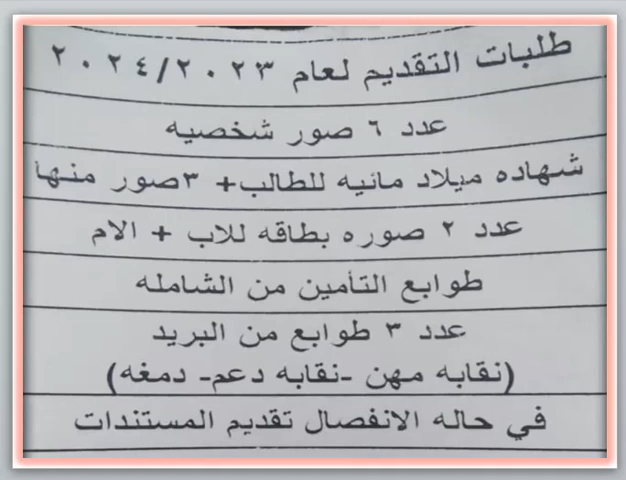 طلبات التقديم لعام ٢٠٢٤/٢٠٢٣
عدد ٦ صور شخصيه
شهاده ميلاد مائيه للطالب+ ٣صور منها
عدد ٢ صوره بطاقه للاب + الام
طوابع التأمين من الشامله
عدد ٣ طوابع من البريد
(نقابه مهن -نقابه دعم- دمغه)
في حاله الانفصال تقديم المستندات